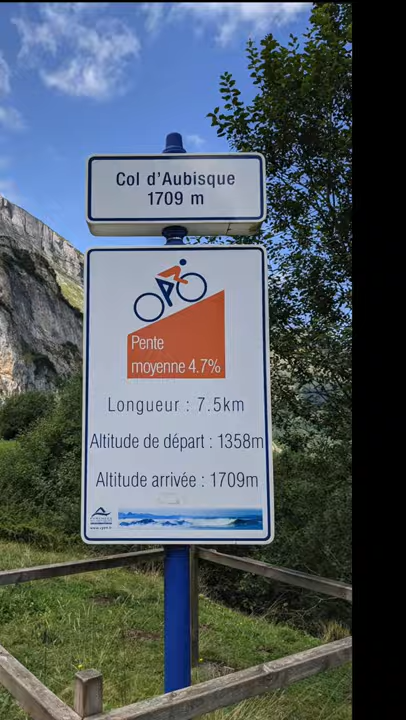 Col d'Aubisque
1709 m
Pente
moyenne 4.7%
Longueur : 7.5km
Altitude de départ : 1358m
Altitude arrivée : 1709m